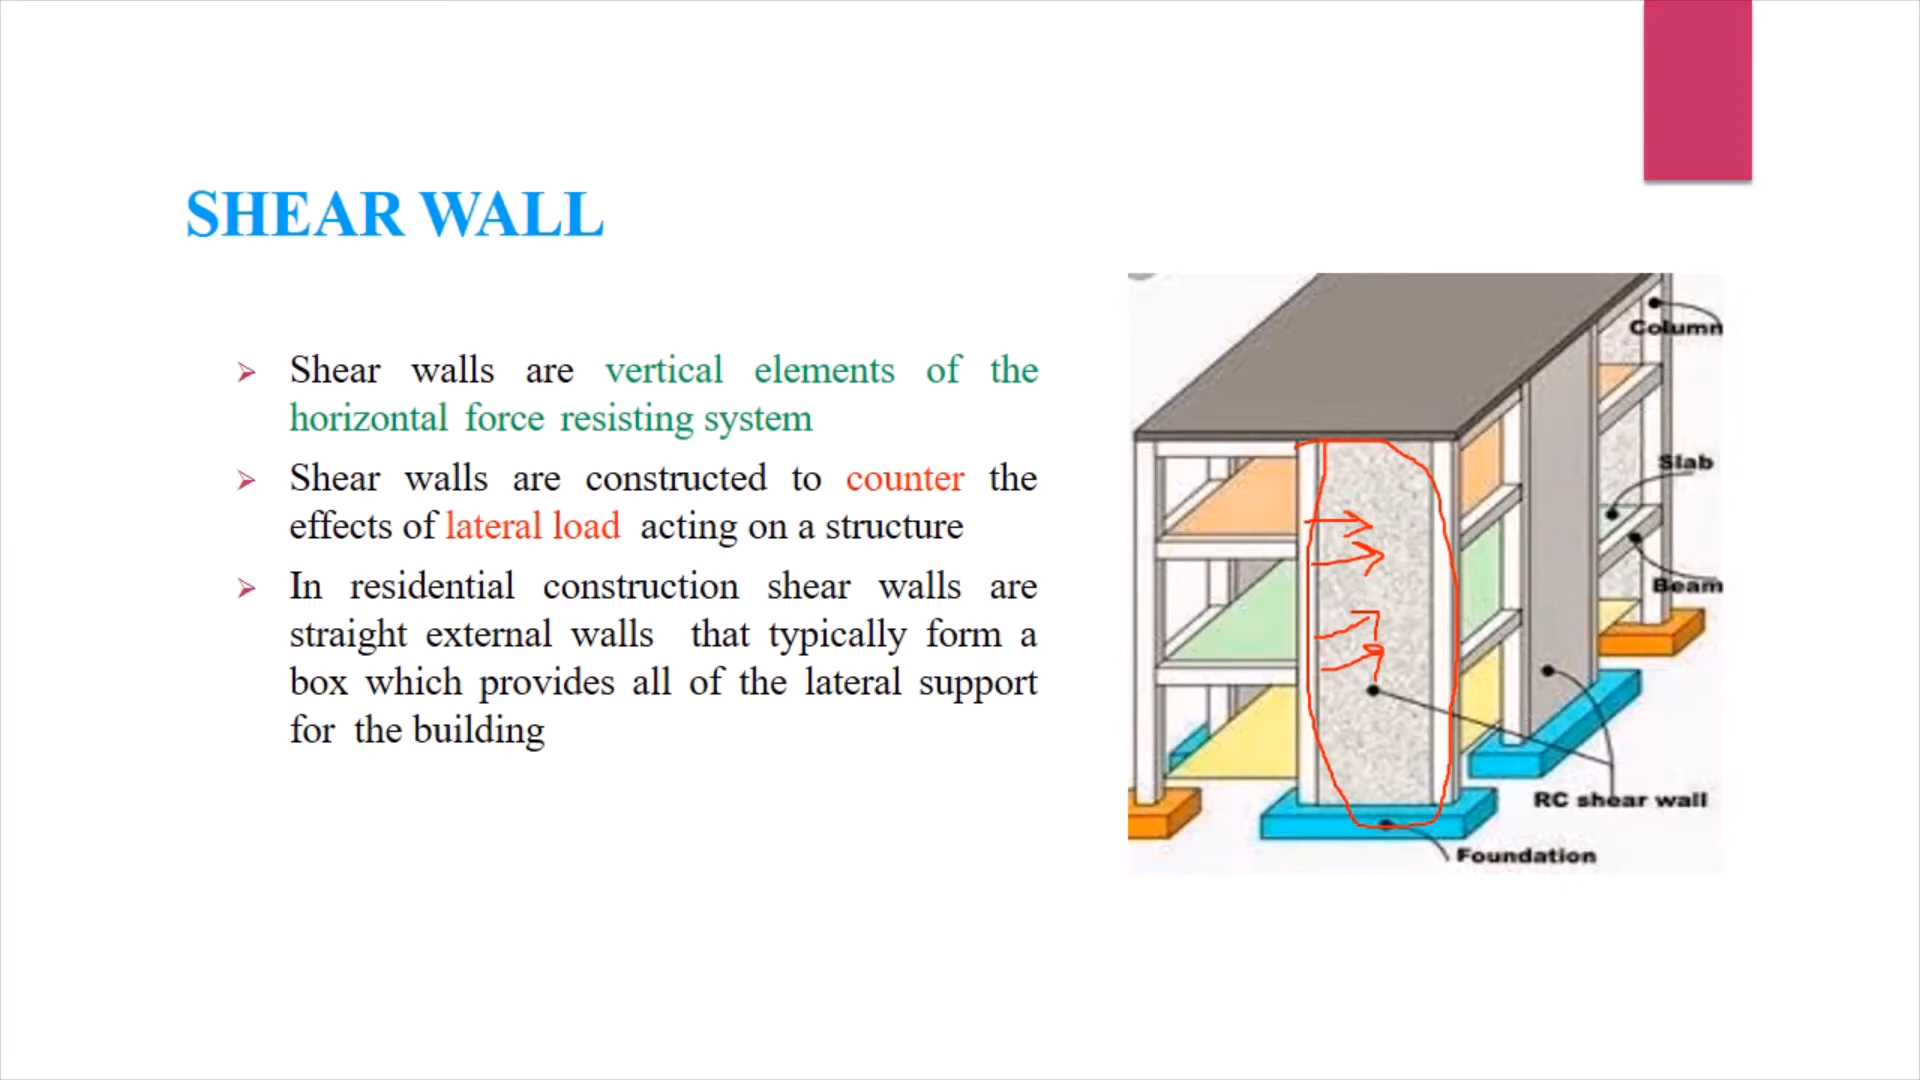 SHEAR WALL
Shear walls are vertical elements of the
horizontal force resisting system
Shear walls are constructed to counter the
effects of lateral load acting on a structure
In residential construction shear walls are
straight external walls that typically form a
box which provides all of the lateral support
for the building
Column
Slab
Beam
RC shear wall
Foundation